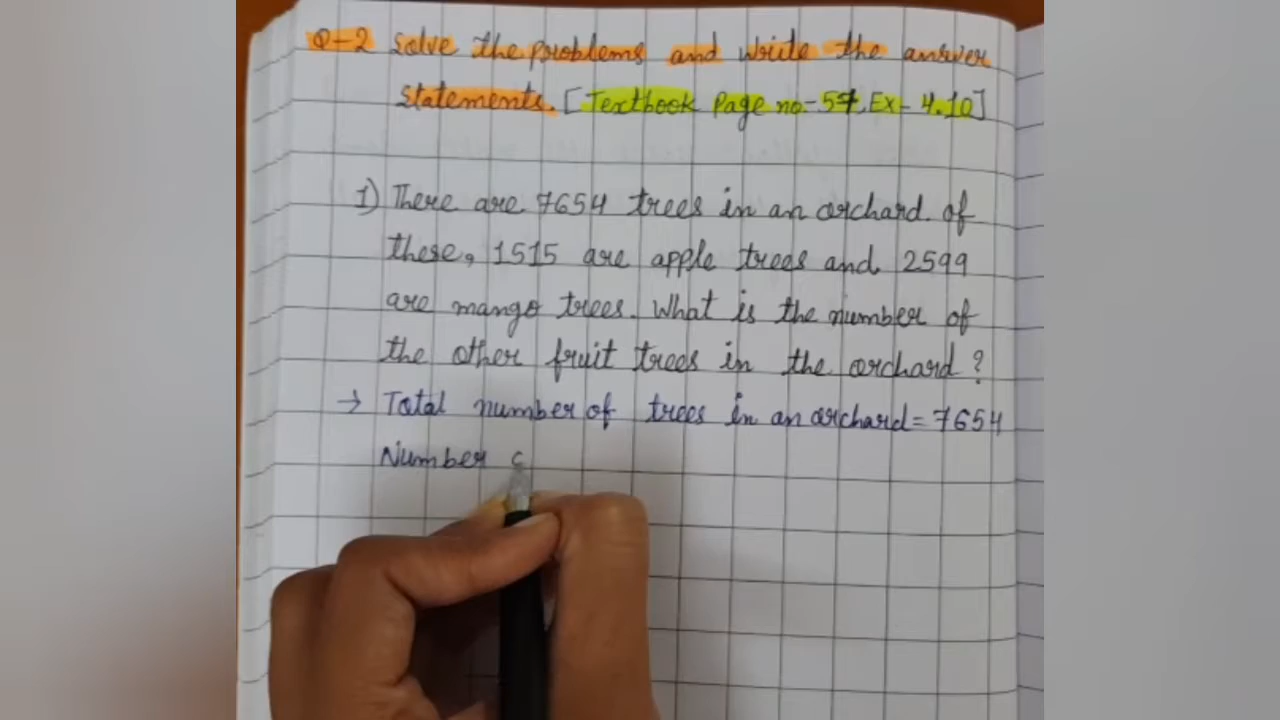 Q-2 Solve the problems and write the answer
statements. [Textbook Page no-57, Ex- 4.10]
1) There are 7654 trees in an orchard. of
these, 1515 are apple trees and 2599
are mango trees. What is the number of
the other fruit trees in the orchard?
→ Total number of trees in an orchard = 7654
Number